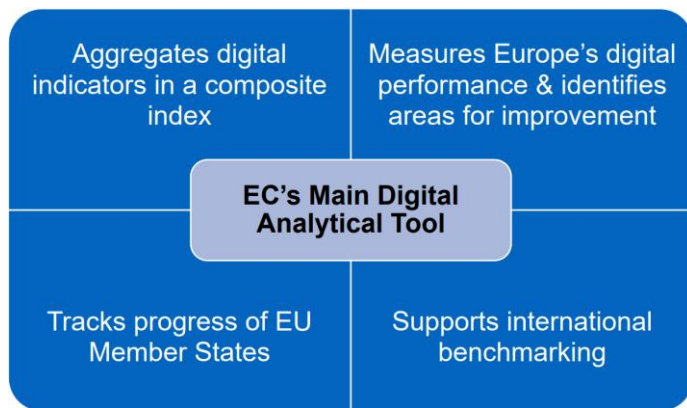 Aggregates digital
indicators in a composite
index
Measures Europe's digital
performance & identifies
areas for improvement
EC's Main Digital
Analytical Tool
Tracks progress of EU
Member States
Supports international
benchmarking